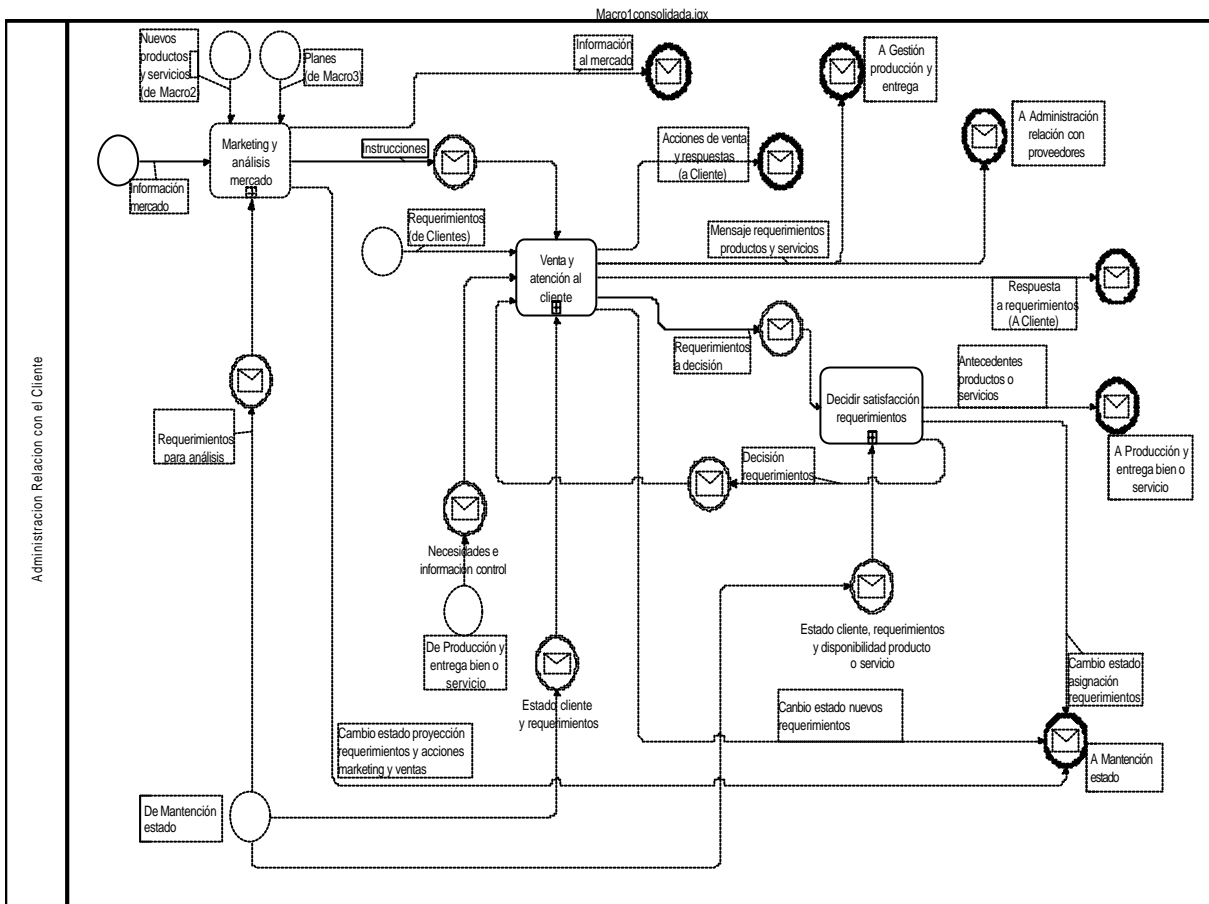 Macro1consolidada.igx
Administracion Relacion con el Cliente
Nuevos
productos
y servicios
(de Macro2)
Planes
(de Macro3)
Información
al mercado
A Gestión
producción y
entrega
Marketing y
análisis
mercado
Instrucciones
Acciones de venta
y respuestas
(a Cliente)
A Administración
relación con
proveedores
Información
mercado
Requerimientos
(de Clientes)
Mensaje requerimientos
productos y servicios
Venta y
atención al
cliente
Respuesta
a requerimientos
(A Cliente)
Requerimientos
a decisión
Antecedentes
productos o
servicios
Decidir satisfacción
requerimientos
Requerimientos
para análisis
Decisión
requerimientos
A Producción y
entrega bien o
servicio
Necesidades e
información control
De Producción y
entrega bien o
servicio
Estado cliente, requerimientos
y disponibilidad producto
o servicio
Cambio estado
asignación
requerimientos
Estado cliente
y requerimientos
Canbio estado nuevos
requerimientos
Cambio estado proyección
requerimientos y acciones
marketing y ventas
A Mantención
estado
De Mantención
estado